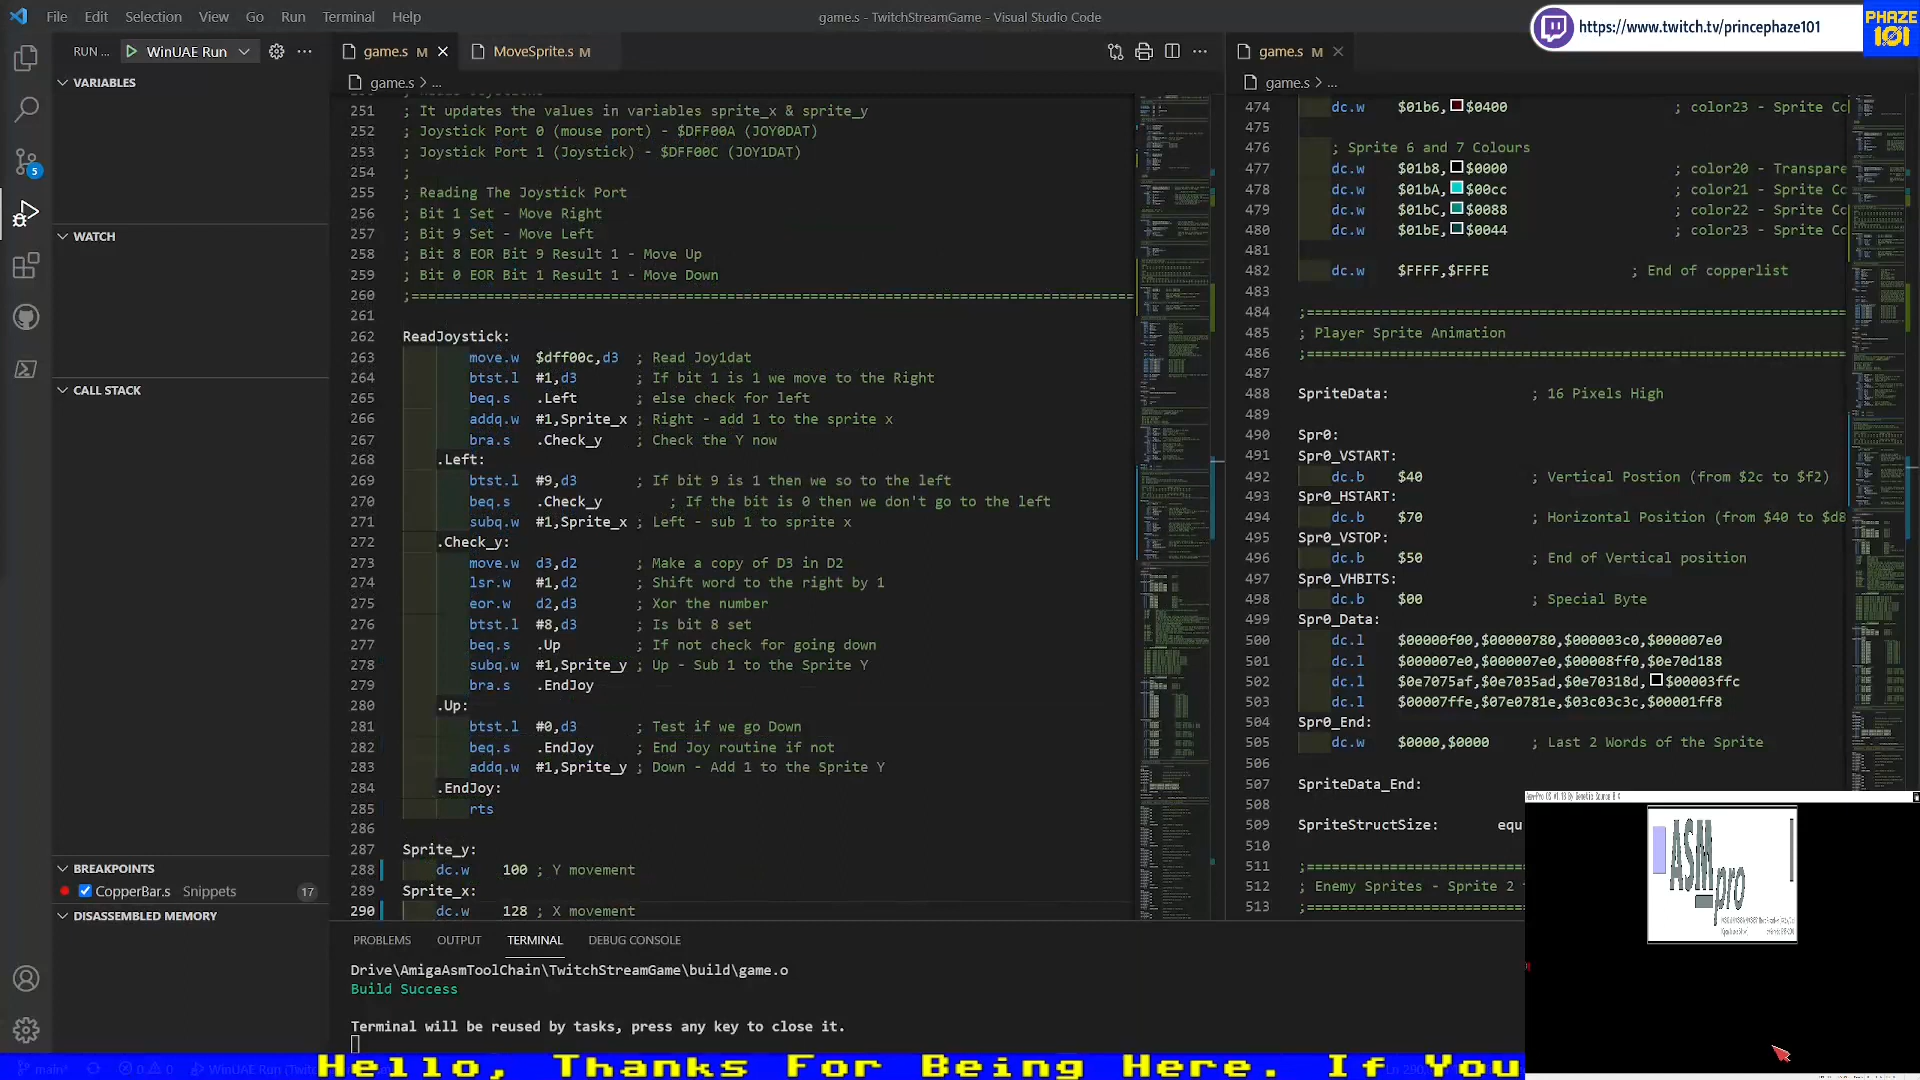 File Edit Selection View Go Run Terminal Help
game.s - TwitchStreamGame - Visual Studio Code
https://www.twitch.tv/princephaze101
PHAZE
101
RUN ... WinUAE Run
game.s M
MoveSprite.s M
game.s M
VARIABLES
WATCH
CALL STACK
BREAKPOINTS
CopperBar.s Snippets 17
DISASSEMBLED MEMORY
5
game.s > ...
251 ; It updates the values in variables sprite_x & sprite_y
252 ; Joystick Port 0 (mouse port) - $DFF00A (JOY0DAT)
253 ; Joystick Port 1 (Joystick) - $DFF00C (JOY1DAT)
254 ;
255 ; Reading The Joystick Port
256 ; Bit 1 Set - Move Right
257 ; Bit 9 Set - Move Left
258 ; Bit 8 EOR Bit 9 Result 1 - Move Up
259 ; Bit 0 EOR Bit 1 Result 1 - Move Down
260 ;========================================================================================
261
262 ReadJoystick:
263 move.w $dff00c,d3 ; Read Joy1dat
264 btst.l #1,d3 ; If bit 1 is 1 we move to the Right
265 beq.s .Left ; else check for left
266 addq.w #1,Sprite_x ; Right - add 1 to the sprite x
267 bra.s .Check_y ; Check the Y now
268 .Left:
269 btst.l #9,d3 ; If bit 9 is 1 then we so to the left
270 beq.s .Check_y ; If the bit is 0 then we don't go to the left
271 subq.w #1,Sprite_x ; Left - sub 1 to sprite x
272 .Check_y:
273 move.w d3,d2 ; Make a copy of D3 in D2
274 lsr.w #1,d2 ; Shift word to the right by 1
275 eor.w d2,d3 ; Xor the number
276 btst.l #8,d3 ; Is bit 8 set
277 beq.s .Up ; If not check for going down
278 subq.w #1,Sprite_y ; Up - Sub 1 to the Sprite Y
279 bra.s .EndJoy
280 .Up:
281 btst.l #0,d3 ; Test if we go Down
282 beq.s .EndJoy ; End Joy routine if not
283 addq.w #1,Sprite_y ; Down - Add 1 to the Sprite Y
284 .EndJoy:
285 rts
286
287 Sprite_y:
288 dc.w 100 ; Y movement
289 Sprite_x:
290 dc.w 128 ; X movement
game.s > ...
474 dc.w $01b6, $0400 ; color23 - Sprite Cc
475
476 ; Sprite 6 and 7 Colours
477 dc.w $01b8, $0000 ; color20 - Transpare
478 dc.w $01bA, $00cc ; color21 - Sprite Cc
479 dc.w $01bC, $0088 ; color22 - Sprite Cc
480 dc.w $01bE, $0044 ; color23 - Sprite Cc
481
482 dc.w $FFFF,$FFFE ; End of copperlist
483
484 ;=================================================================
485 ; Player Sprite Animation
486 ;=================================================================
487
488 SpriteData: ; 16 Pixels High
489
490 Spr0:
491 Spr0_VSTART:
492 dc.b $40 ; Vertical Postion (from $2c to $f2)
493 Spr0_HSTART:
494 dc.b $70 ; Horizontal Position (from $40 to $d8
495 Spr0_VSTOP:
496 dc.b $50 ; End of Vertical position
497 Spr0_VHBITS:
498 dc.b $00 ; Special Byte
499 Spr0_Data:
500 dc.l $00000f00,$00000780,$000003c0,$000007e0
501 dc.l $000007e0,$000007e0,$00008ff0,$0e70d188
502 dc.l $0e7075af,$0e7035ad,$0e70318d, $00003ffc
503 dc.l $00007ffe,$07e0781e,$03c03c3c,$00001ff8
504 Spr0_End:
505 dc.w $0000,$0000 ; Last 2 Words of the Sprite
506
507 SpriteData_End:
508
509 SpriteStructSize: equ
510
511 ;===========================
512 ; Enemy Sprites - Sprite 2
513 ;===========================
PROBLEMS OUTPUT TERMINAL DEBUG CONSOLE
Drive\AmigaAsmToolChain\TwitchStreamGame\build\game.o
Build Success
Terminal will be reused by tasks, press any key to close it.
ASM
pro
Hello, Thanks For Being Here. If You